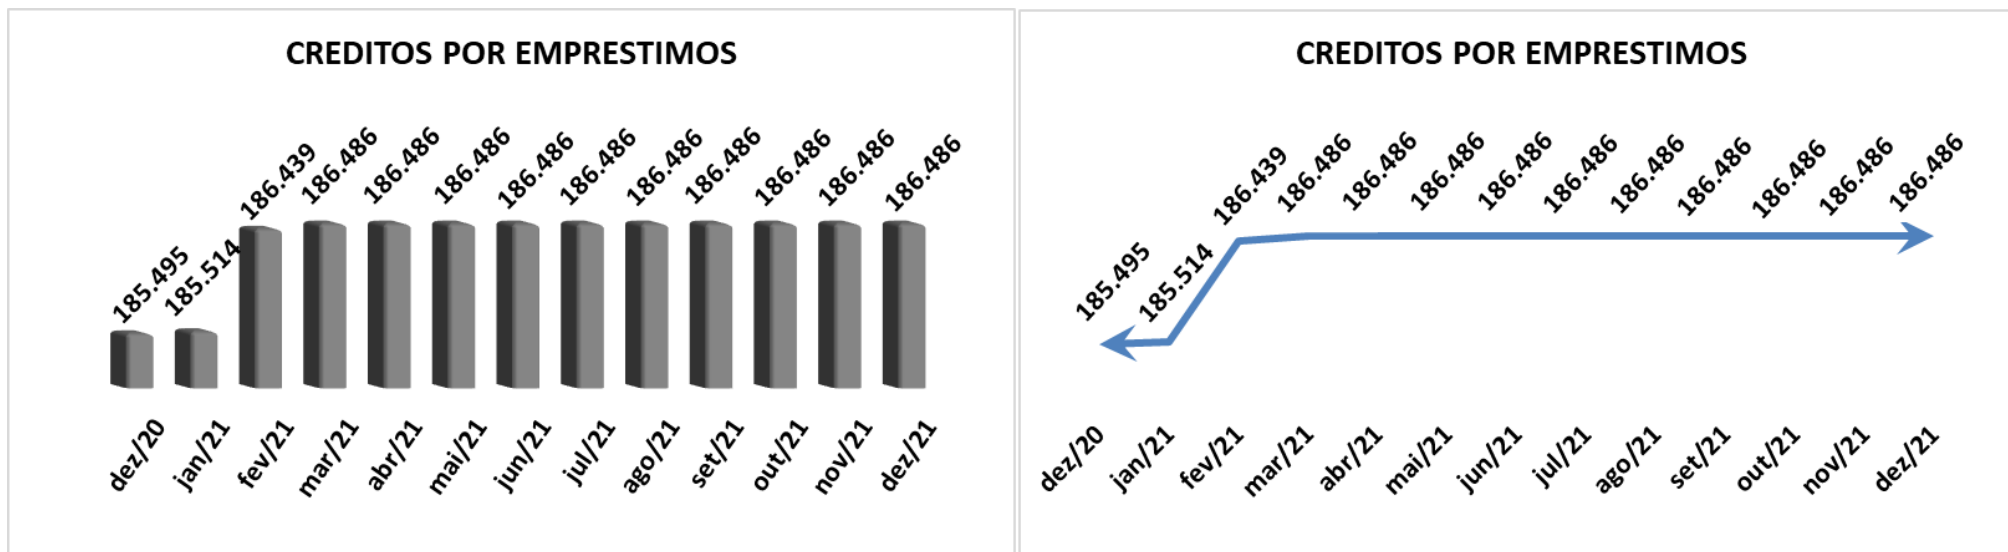 CREDITOS POR EMPRESTIMOS
185.495
185.514
186.439
186.486
186.486
186.486
186.486
186.486
186.486
186.486
186.486
186.486
186.486
dez/20
jan/21
fev/21
mar/21
abr/21
mai/21
jun/21
jul/21
ago/21
set/21
out/21
nov/21
dez/21
CREDITOS POR EMPRESTIMOS
185.495
185.514
186.439
186.486
186.486
186.486
186.486
186.486
186.486
186.486
186.486
186.486
186.486
dez/20
jan/21
fev/21
mar/21
abr/21
mai/21
jun/21
jul/21
ago/21
set/21
out/21
nov/21
dez/21